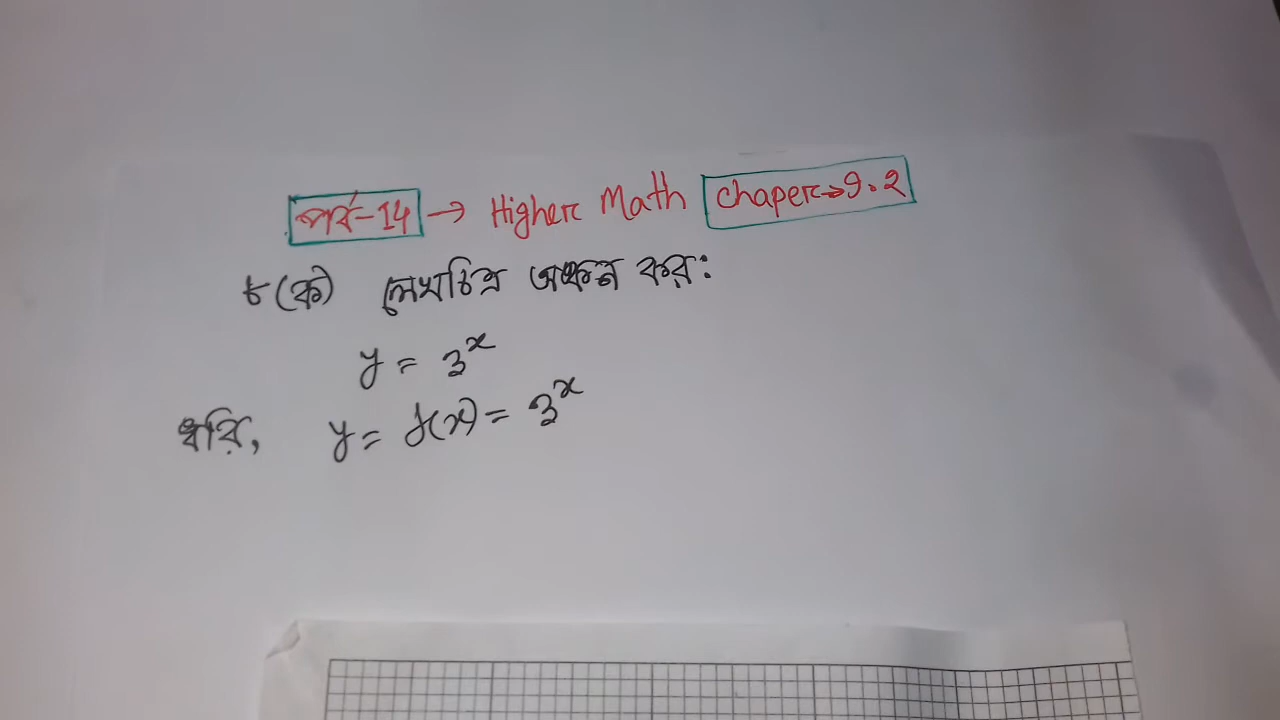 পর্ব-14 → Higher Math Chaper→9.2
৮(ক) লেখচিত্র অঙ্কন কর:
y = 3^x
ধরি, y = f(x) = 3^x